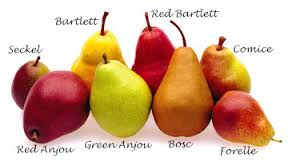 Bartlett
Red Bartlett
Seckel
Comice
Red Anjou
Green Anjou
Bosc
Forelle